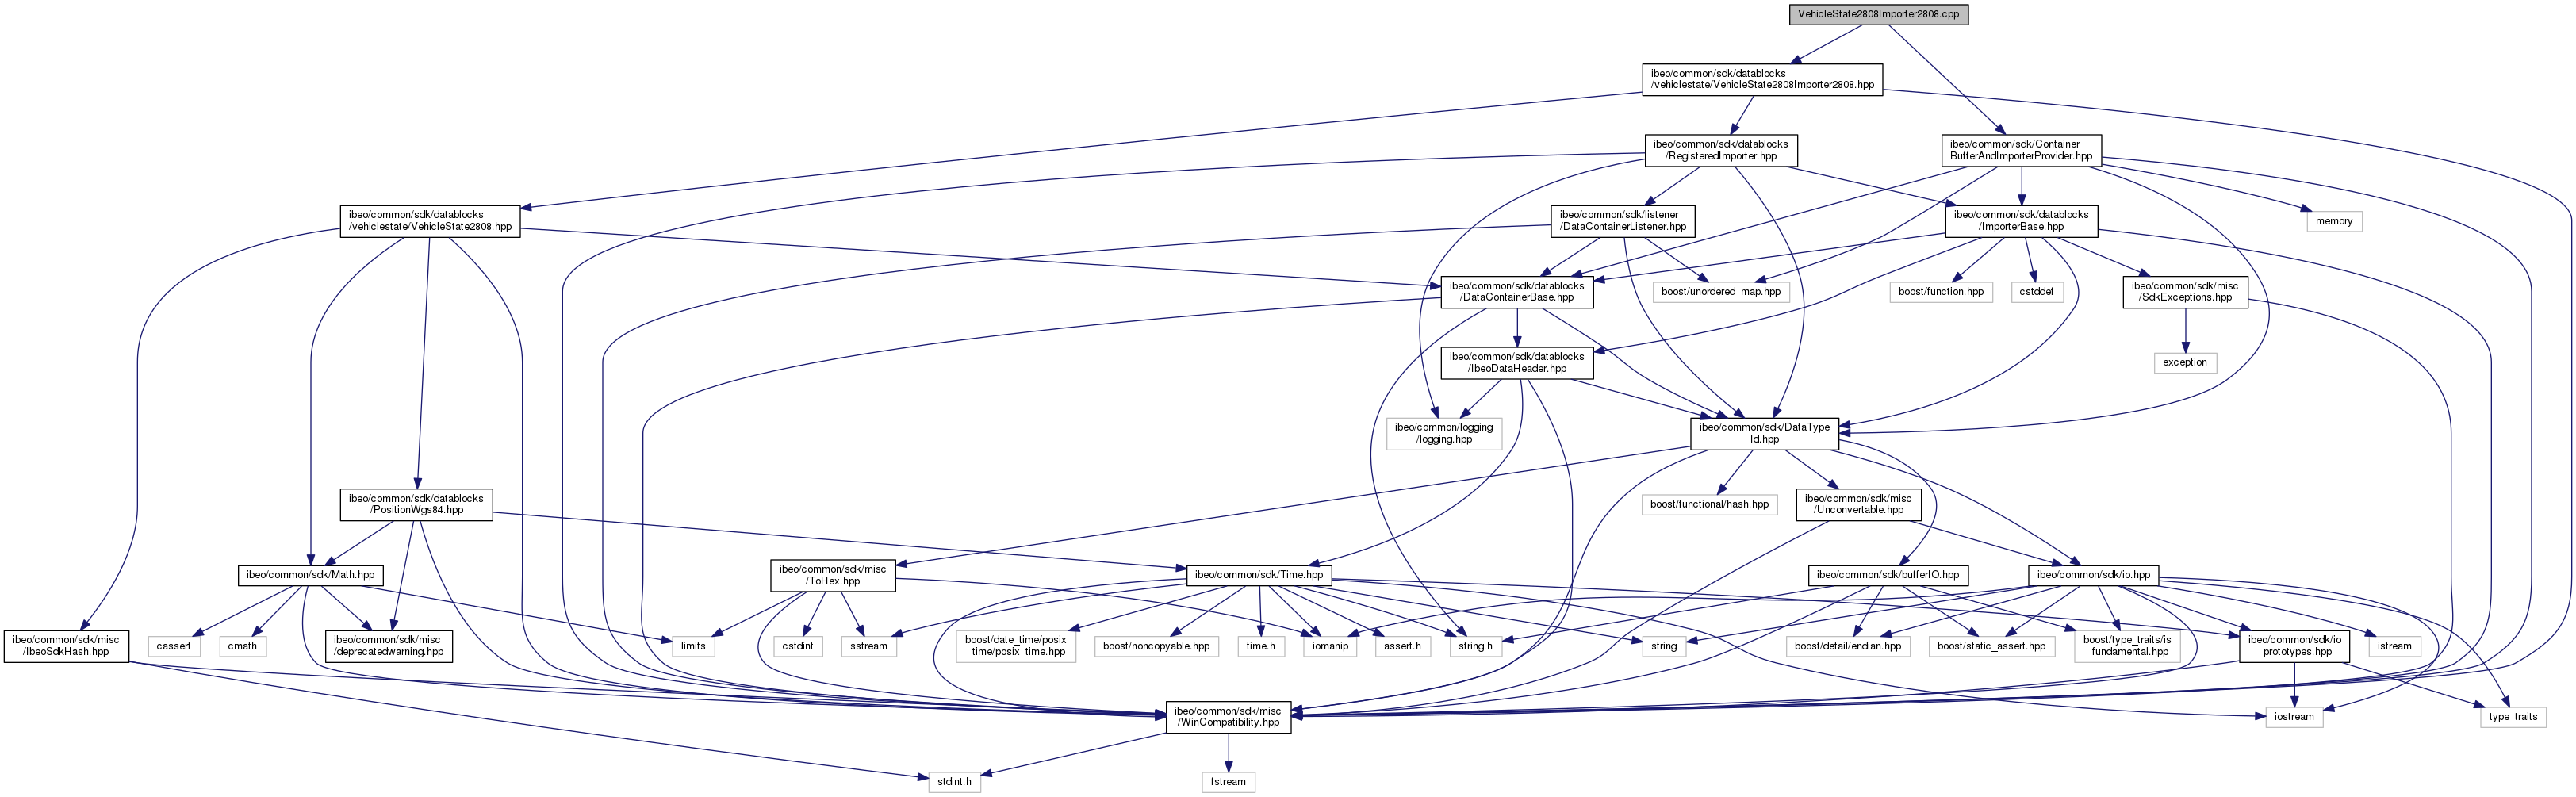 VehicleState2808Importer2808.cpp
ibeo/common/sdk/datablocks
/vehiclestate/VehicleState2808Importer2808.hpp
ibeo/common/sdk/datablocks
/RegisteredImporter.hpp
ibeo/common/sdk/Container
BufferAndImporterProvider.hpp
ibeo/common/sdk/datablocks
/vehiclestate/VehicleState2808.hpp
ibeo/common/sdk/listener
/DataContainerListener.hpp
ibeo/common/sdk/datablocks
/ImporterBase.hpp
memory
ibeo/common/sdk/datablocks
/DataContainerBase.hpp
boost/unordered_map.hpp
boost/function.hpp
cstddef
ibeo/common/sdk/misc
/SdkExceptions.hpp
ibeo/common/sdk/datablocks
/IbeoDataHeader.hpp
exception
ibeo/common/logging
/logging.hpp
ibeo/common/sdk/DataType
Id.hpp
ibeo/common/sdk/datablocks
/PositionWgs84.hpp
boost/functional/hash.hpp
ibeo/common/sdk/misc
/Unconvertable.hpp
ibeo/common/sdk/Math.hpp
ibeo/common/sdk/misc
/ToHex.hpp
ibeo/common/sdk/Time.hpp
ibeo/common/sdk/bufferIO.hpp
ibeo/common/sdk/io.hpp
ibeo/common/sdk/misc
/IbeoSdkHash.hpp
cassert
cmath
ibeo/common/sdk/misc
/deprecatedwarning.hpp
limits
cstdint
sstream
boost/date_time/posix
_time/posix_time.hpp
boost/noncopyable.hpp
time.h
iomanip
assert.h
string.h
string
boost/detail/endian.hpp
boost/static_assert.hpp
boost/type_traits/is
_fundamental.hpp
ibeo/common/sdk/io
_prototypes.hpp
istream
ibeo/common/sdk/misc
/WinCompatibility.hpp
iostream
type_traits
stdint.h
fstream